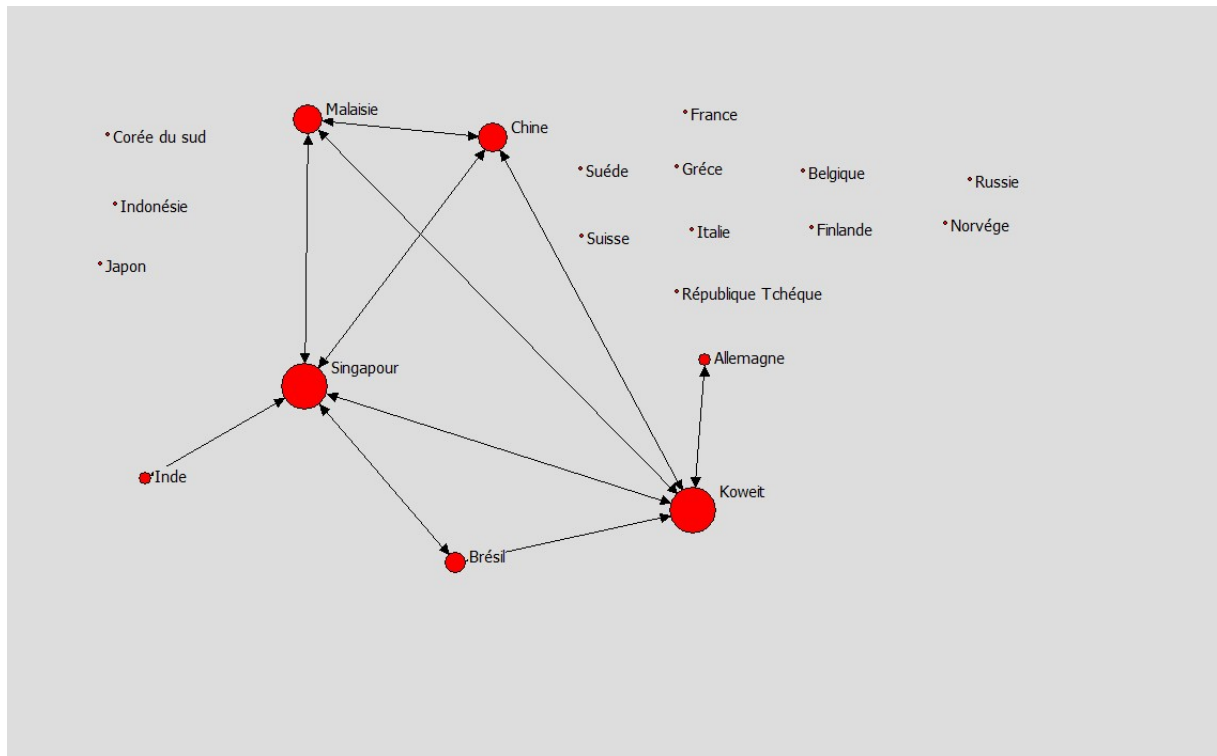 Malaisie
France
Chine
Corée du sud
Suéde
Gréce
Belgique
Russie
Indonésie
Suisse
Italie
Finlande
Norvége
Japon
République Tchéque
Allemagne
Singapour
Inde
Koweit
Brésil